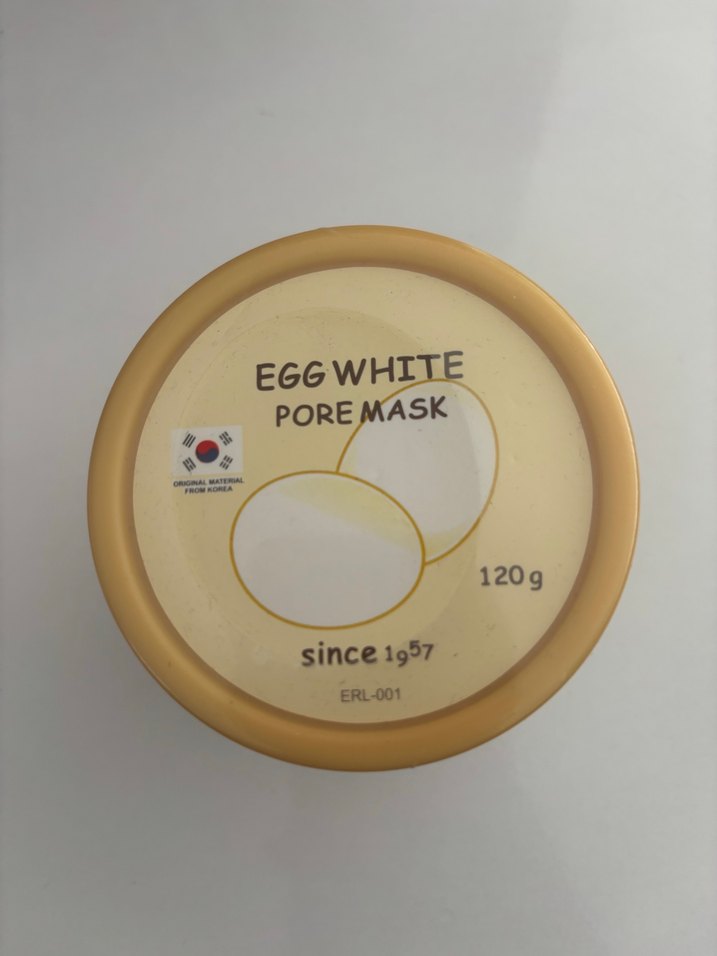 EGG WHITE
PORE MASK
ORIGINAL MATERIAL
FROM KOREA
120g
since 1957
ERL-001